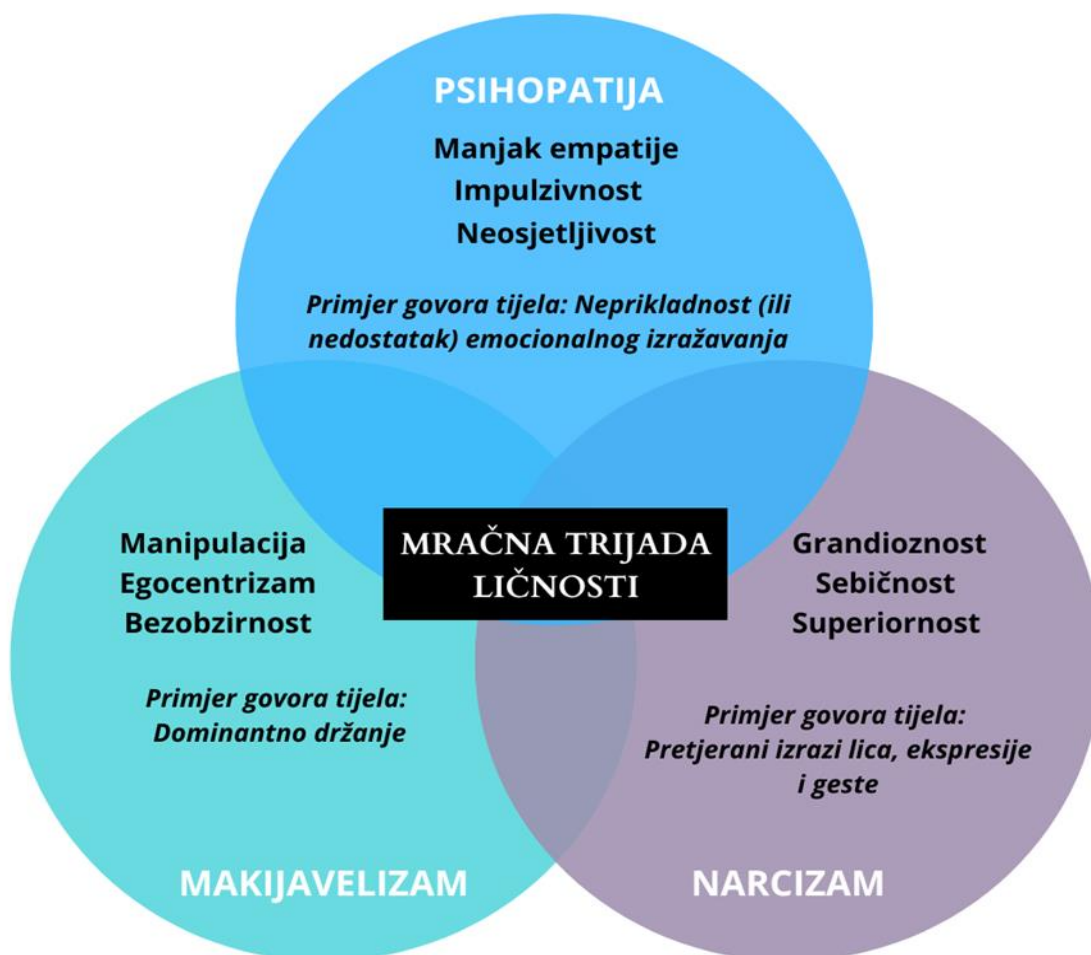 PSIHOPATIJA
Manjak empatije
Impulzivnost
Neosjetljivost
Primjer govora tijela: Neprikladnost (ili
nedostatak) emocionalnog izražavanja
MRAČNA TRIJADA
LIČNOSTI
Manipulacija
Egocentrizam
Bezobzirnost
Primjer govora tijela:
Dominantno držanje
MAKIJAVELIZAM
Grandioznost
Sebičnost
Superiornost
Primjer govora tijela:
Pretjerani izrazi lica, ekspresije
i geste
NARCIZAM